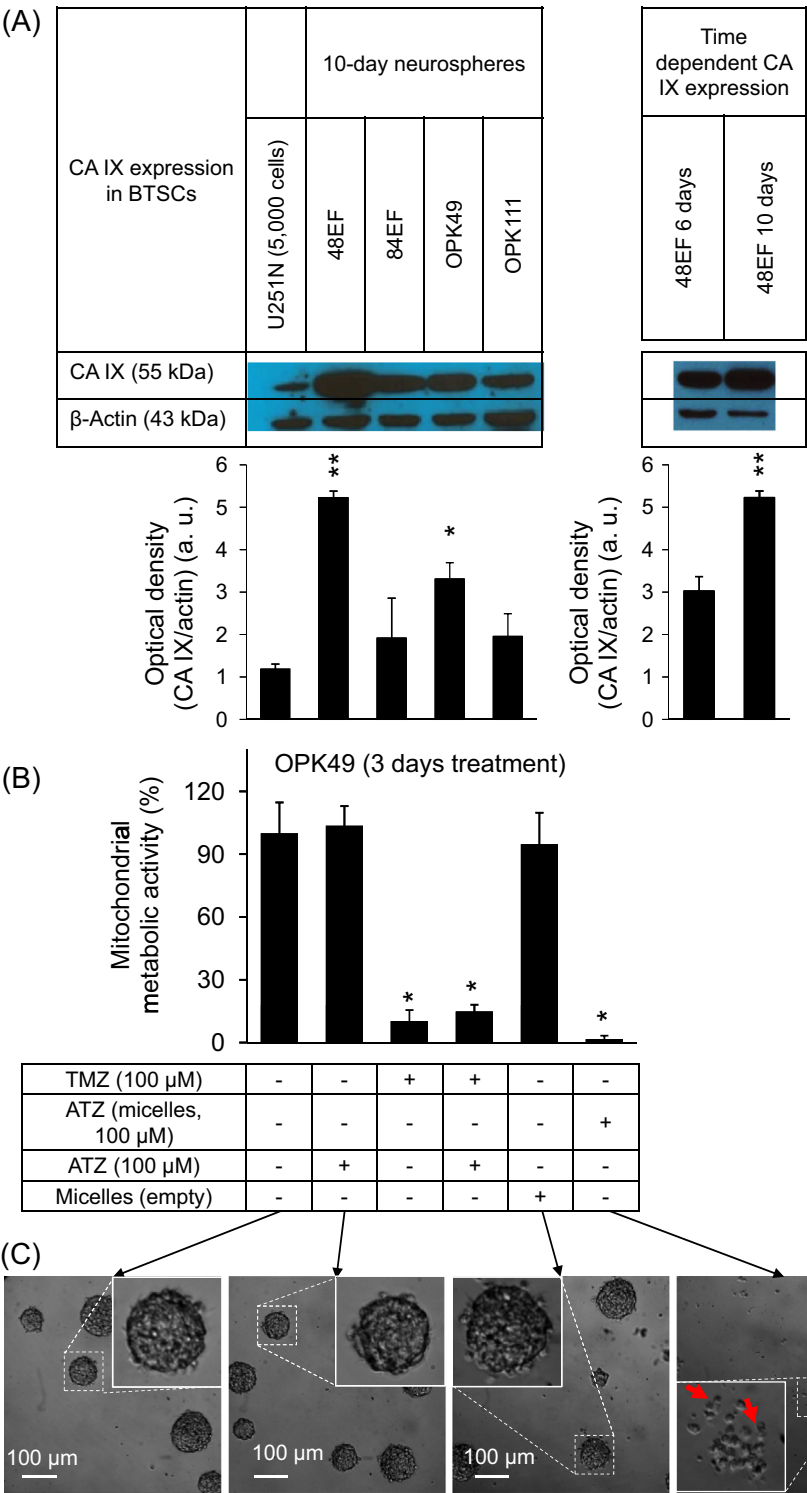 (A)
CA IX expression
in BTSCs
10-day neurospheres
U251N (5,000 cells)
48EF
84EF
OPK49
OPK111
Time
dependent CA
IX expression
48EF 6 days
48EF 10 days
CA IX (55 kDa)
β-Actin (43 kDa)
Optical density
(CA IX/actin) (a. u.)
6
5
4
3
2
1
0
**
*
Optical density
(CA IX/actin) (a. u.)
6
5
4
3
2
1
0
**
(B)
OPK49 (3 days treatment)
Mitochondrial
metabolic activity (%)
120
90
60
30
0
* * *
TMZ (100 µM) - - + + - -
ATZ (micelles,
100 µM) - - - - - +
ATZ (100 µM) - + - + - -
Micelles (empty) - - - - + -
(C)
100 µm
100 µm
100 µm
100 µm